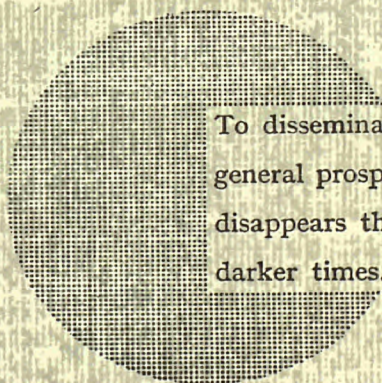 To dissemina
general prosp
disappears th
darker times.